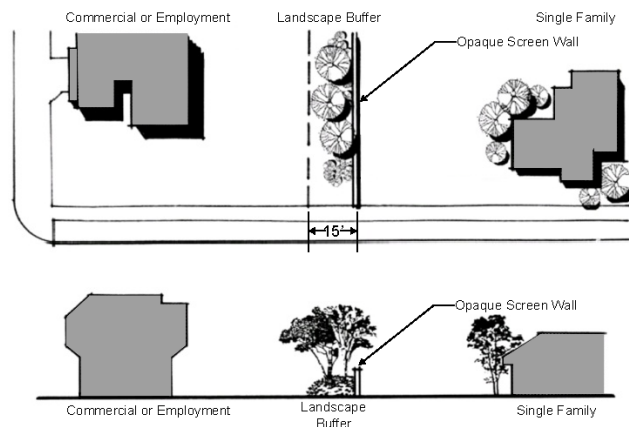 Commercial or Employment
Landscape Buffer
Single Family
Opaque Screen Wall
15'
Opaque Screen Wall
Commercial or Employment
Landscape
Buffer
Single Family